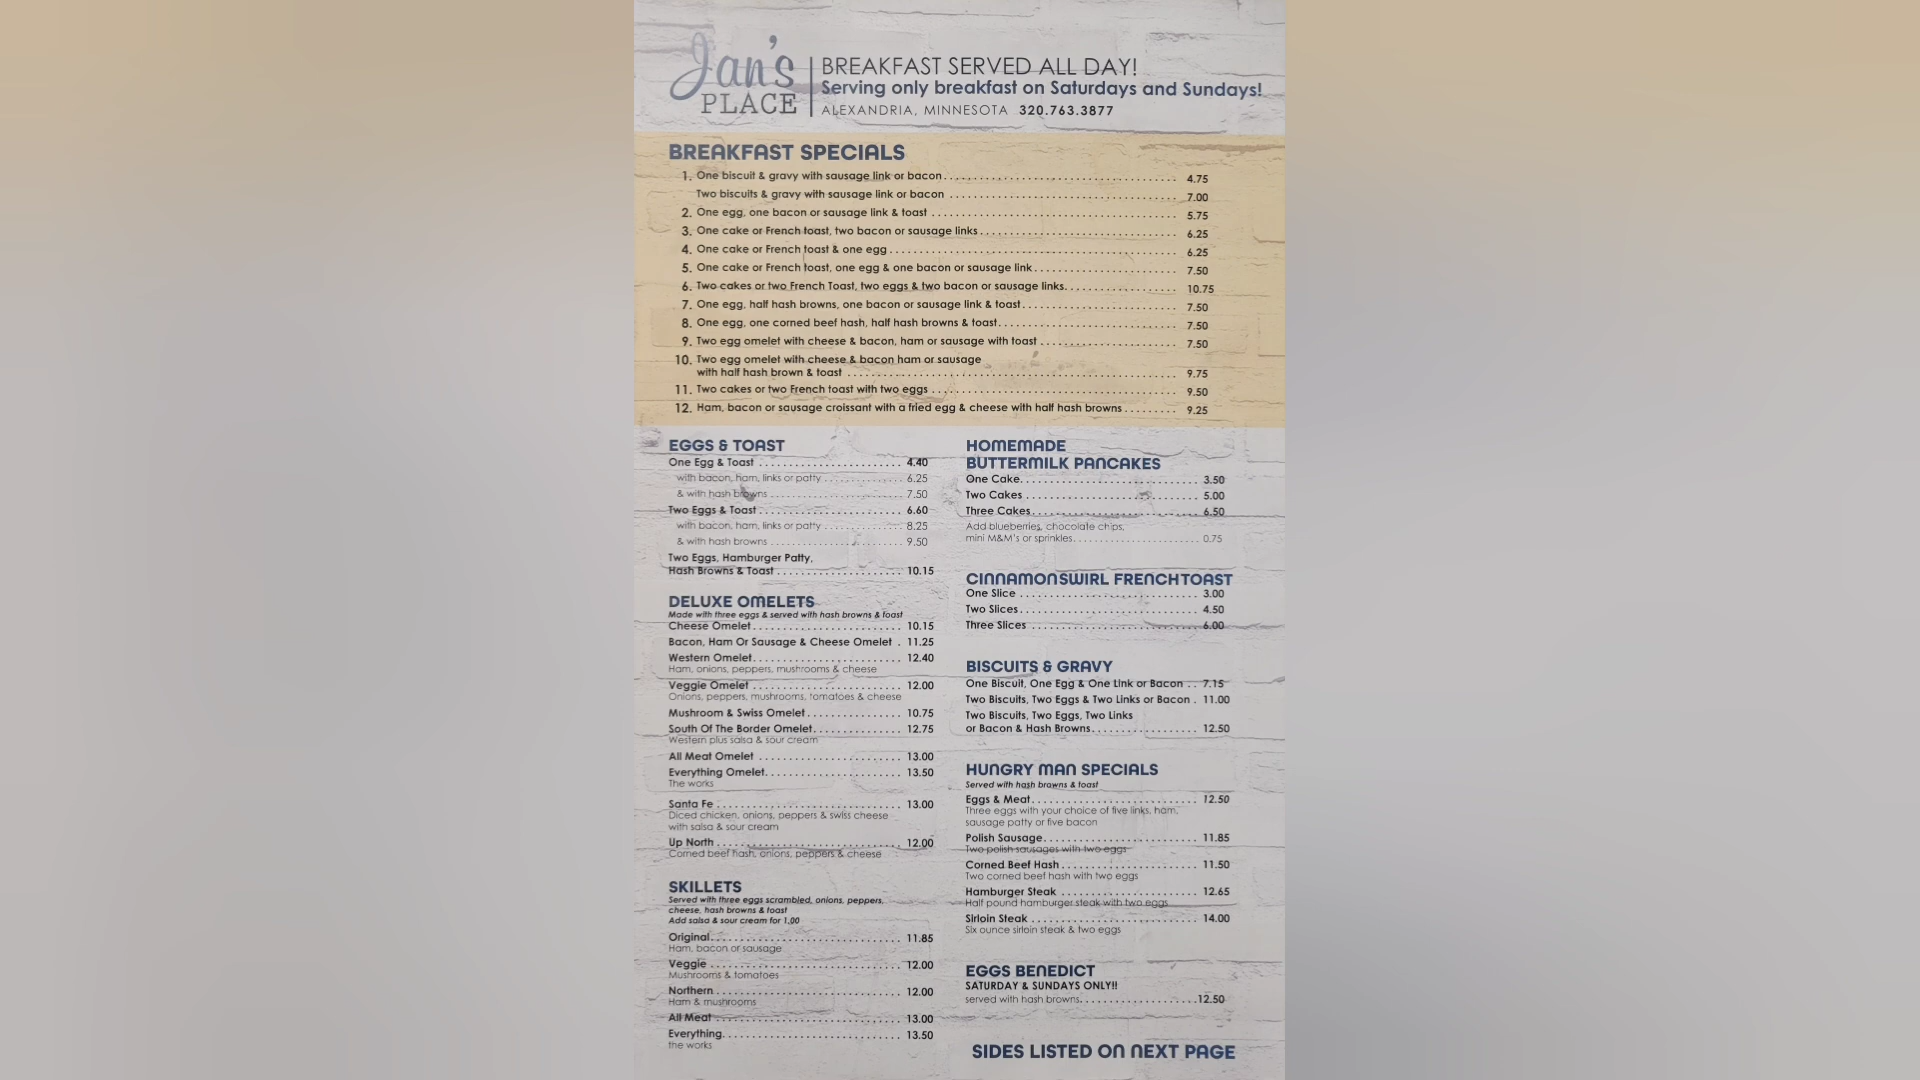 Jan's
PLACE
BREAKFAST SERVED ALL DAY!
Serving only breakfast on Saturdays and Sundays!
ALEXANDRIA, MINNESOTA 320.763.3877
BREAKFAST SPECIALS
1. One biscuit & gravy with sausage link or bacon 4.75
Two biscuits & gravy with sausage link or bacon 7.00
2. One egg, one bacon or sausage link & toast 5.75
3. One cake or French toast, two bacon or sausage links 6.25
4. One cake or French toast & one egg 6.25
5. One cake or French toast, one egg & one bacon or sausage link 7.50
6. Two cakes or two French Toast, two eggs & two bacon or sausage links. 10.75
7. One egg, half hash browns, one bacon or sausage link & toast 7.50
8. One egg, one corned beef hash, half hash browns & toast 7.50
9. Two egg omelet with cheese & bacon, ham or sausage with toast 7.50
10. Two egg omelet with cheese & bacon ham or sausage
with half hash brown & toast 9.75
11. Two cakes or two French toast with two eggs 9.50
12. Ham, bacon or sausage croissant with a fried egg & cheese with half hash browns 9.25
EGGS & TOAST
One Egg & Toast 4.40
with bacon, ham, links or patty 6.25
& with hash browns 7.50
Two Eggs & Toast 6.60
with bacon, ham, links or patty 8.25
& with hash browns 9.50
Two Eggs, Hamburger Patty,
Hash Browns & Toast 10.15
DELUXE OMELETS
Made with three eggs & served with hash browns & toast
Cheese Omelet 10.15
Bacon, Ham Or Sausage & Cheese Omelet 11.25
Western Omelet 12.40
Ham, onions, peppers, mushrooms & cheese
Veggie Omelet 12.00
Onions, peppers, mushrooms, tomatoes & cheese
Mushroom & Swiss Omelet 10.75
South Of The Border Omelet 12.75
Western plus salsa & sour cream
All Meat Omelet 13.00
Everything Omelet 13.50
The works
Santa Fe 13.00
Diced chicken, onions, peppers & swiss cheese
with salsa & sour cream
Up North 12.00
Corned beef hash, onions, peppers & cheese
SKILLETS
Served with three eggs scrambled, onions, peppers,
cheese, hash browns & toast
Add salsa & sour cream for 1.00
Original 11.85
Ham, bacon or sausage
Veggie 12.00
Mushrooms & tomatoes
Northern 12.00
Ham & mushrooms
All Meat 13.00
Everything 13.50
the works
HOMEMADE
BUTTERMILK PANCAKES
One Cake 3.50
Two Cakes 5.00
Three Cakes 6.50
Add blueberries, chocolate chips,
mini M&M's or sprinkles 0.75
CINNAMON SWIRL FRENCH TOAST
One Slice 3.00
Two Slices 4.50
Three Slices 6.00
BISCUITS & GRAVY
One Biscuit, One Egg & One Link or Bacon 7.15
Two Biscuits, Two Eggs & Two Links or Bacon 11.00
Two Biscuits, Two Eggs, Two Links
or Bacon & Hash Browns 12.50
HUNGRY MAN SPECIALS
Served with hash browns & toast
Eggs & Meat 12.50
Three eggs with your choice of five links, ham,
sausage patty or five bacon
Polish Sausage 11.85
Two polish sausages with two eggs
Corned Beef Hash 11.50
Two corned beef hash with two eggs
Hamburger Steak 12.65
Half pound hamburger steak with two eggs
Sirloin Steak 14.00
Six ounce sirloin steak & two eggs
EGGS BENEDICT
SATURDAY & SUNDAYS ONLY!!
served with hash browns 12.50
SIDES LISTED ON NEXT PAGE